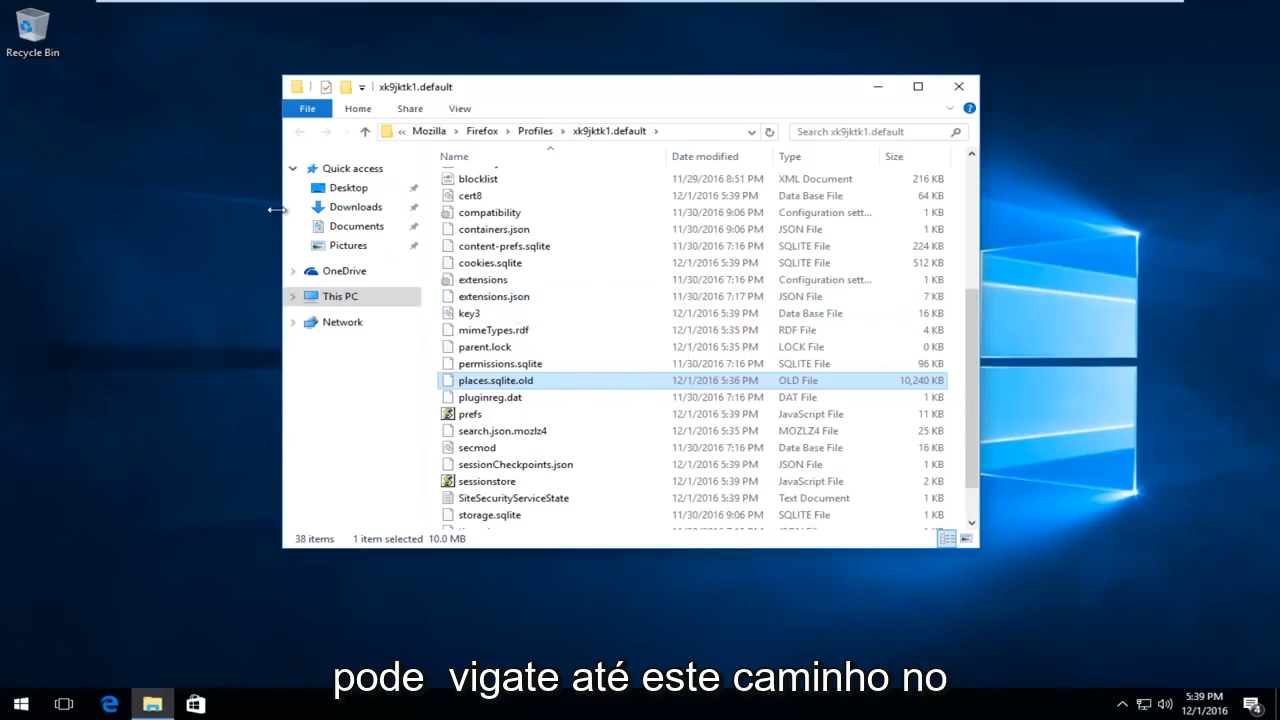 Recycle Bin
xk9jktk1.default
File Home Share View
« Mozilla > Firefox > Profiles > xk9jktk1.default >
Search xk9jktk1.default
Name Date modified Type Size
Quick access
Desktop
Downloads
Documents
Pictures
OneDrive
This PC
Network
blocklist 11/29/2016 8:51 PM XML Document 216 KB
cert8 12/1/2016 5:39 PM Data Base File 64 KB
compatibility 11/30/2016 9:06 PM Configuration sett... 1 KB
containers.json 11/30/2016 9:06 PM JSON File 1 KB
content-prefs.sqlite 11/30/2016 7:16 PM SQLITE File 224 KB
cookies.sqlite 12/1/2016 5:39 PM SQLITE File 512 KB
extensions 11/30/2016 7:16 PM Configuration sett... 1 KB
extensions.json 11/30/2016 7:17 PM JSON File 7 KB
key3 12/1/2016 5:39 PM Data Base File 16 KB
mimeTypes.rdf 12/1/2016 5:35 PM RDF File 4 KB
parent.lock 12/1/2016 5:35 PM LOCK File 0 KB
permissions.sqlite 11/30/2016 7:16 PM SQLITE File 96 KB
places.sqlite.old 12/1/2016 5:36 PM OLD File 10,240 KB
pluginreg.dat 11/30/2016 7:16 PM DAT File 1 KB
prefs 12/1/2016 5:39 PM JavaScript File 11 KB
search.json.mozlz4 12/1/2016 5:35 PM MOZLZ4 File 25 KB
secmod 11/30/2016 7:16 PM Data Base File 16 KB
sessionCheckpoints.json 12/1/2016 5:39 PM JSON File 1 KB
sessionstore 12/1/2016 5:39 PM JavaScript File 2 KB
SiteSecurityServiceState 12/1/2016 5:39 PM Text Document 1 KB
storage.sqlite 11/30/2016 9:06 PM SQLITE File 1 KB
38 items 1 item selected 10.0 MB
pode vigate até este caminho no
5:39 PM
12/1/2016
4